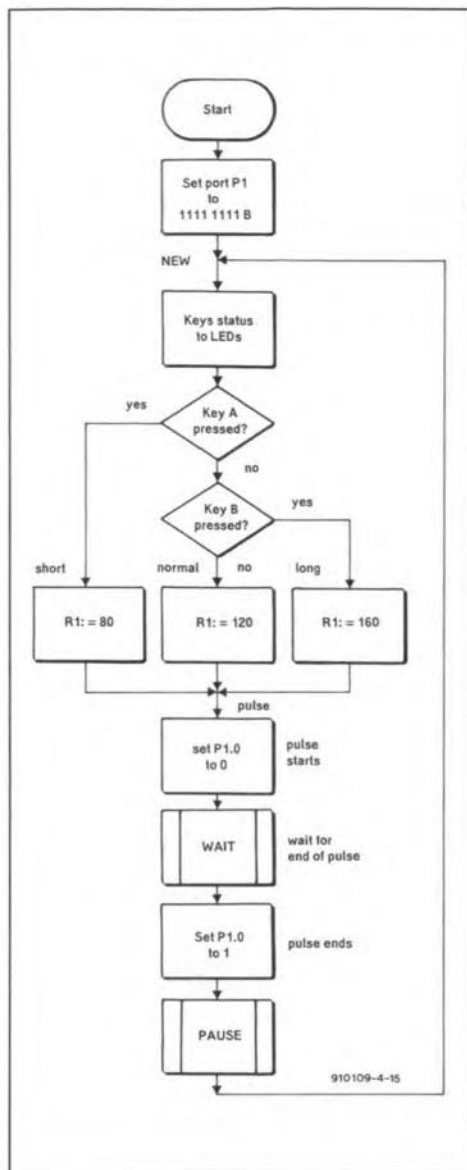 Start
Set port P1
to
1111 1111 B
NEW
Keys status
to LEDs
yes
Key A
pressed?
no
Key B
pressed?
yes
short
normal
no
long
R1: = 80
R1: = 120
R1: = 160
pulse
set P1.0
to 0
pulse
starts
WAIT
wait for
end of pulse
Set P1.0
to 1
pulse ends
PAUSE
910109-4-15